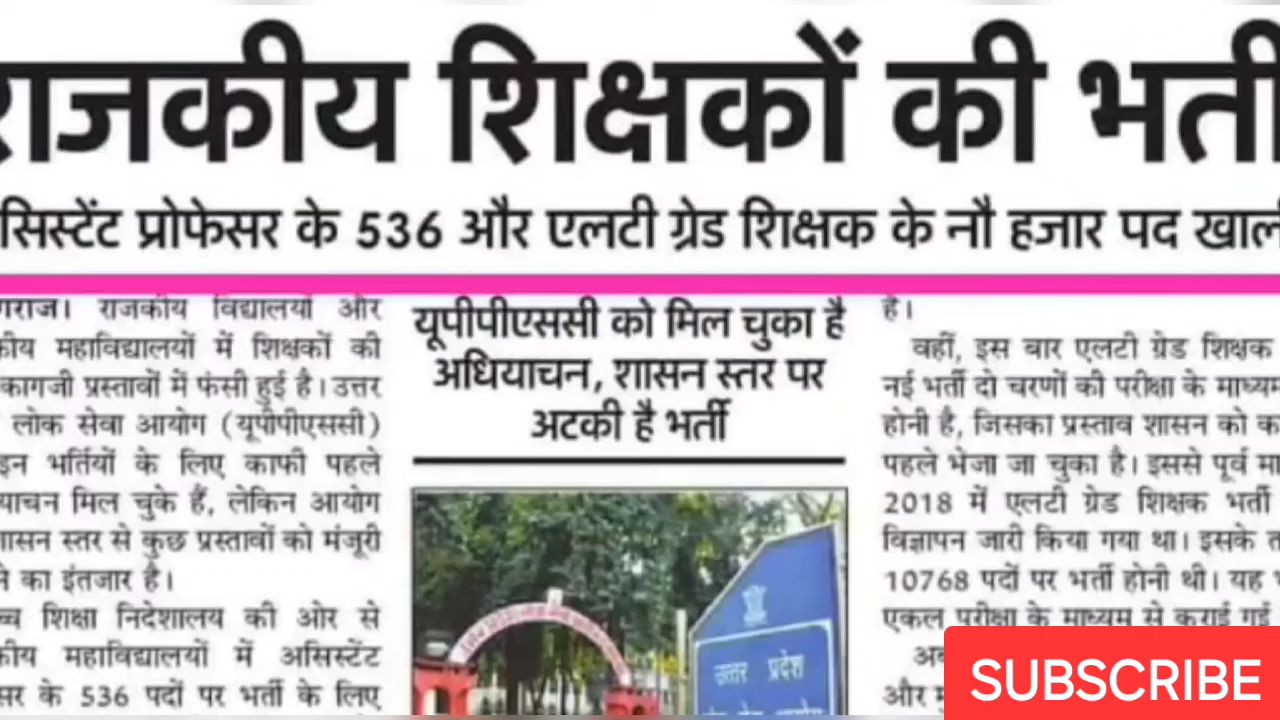 राजकीय शिक्षकों की भर्ती
असिस्टेंट प्रोफेसर के 536 और एलटी ग्रेड शिक्षक के नौ हजार पद खाली
राजकीय विद्यालयों और
महाविद्यालयों में शिक्षकों की
कागजी प्रस्तावों में फंसी हुई है। उत्तर
लोक सेवा आयोग (यूपीपीएससी)
इन भर्तियों के लिए काफी पहले
मिल चुके हैं, लेकिन आयोग
स्तर से कुछ प्रस्तावों को मंजूरी
का इंतजार है।
शिक्षा निदेशालय की ओर से
महाविद्यालयों में असिस्टेंट
के 536 पदों पर भर्ती के लिए
यूपीपीएससी को मिल चुका है
अधियाचन, शासन स्तर पर
अटकी है भर्ती
उत्तर प्रदेश
है।
वहीं, इस बार एलटी ग्रेड शिक्षक
नई भर्ती दो चरणों की परीक्षा के माध्यम
होनी है, जिसका प्रस्ताव शासन को
पहले भेजा जा चुका है। इससे पूर्व
2018 में एलटी ग्रेड शिक्षक भर्ती
विज्ञापन जारी किया गया था। इसके
10768 पदों पर भर्ती होनी थी। यह
एकल परीक्षा के माध्यम से कराई गई
और
SUBSCRIBE